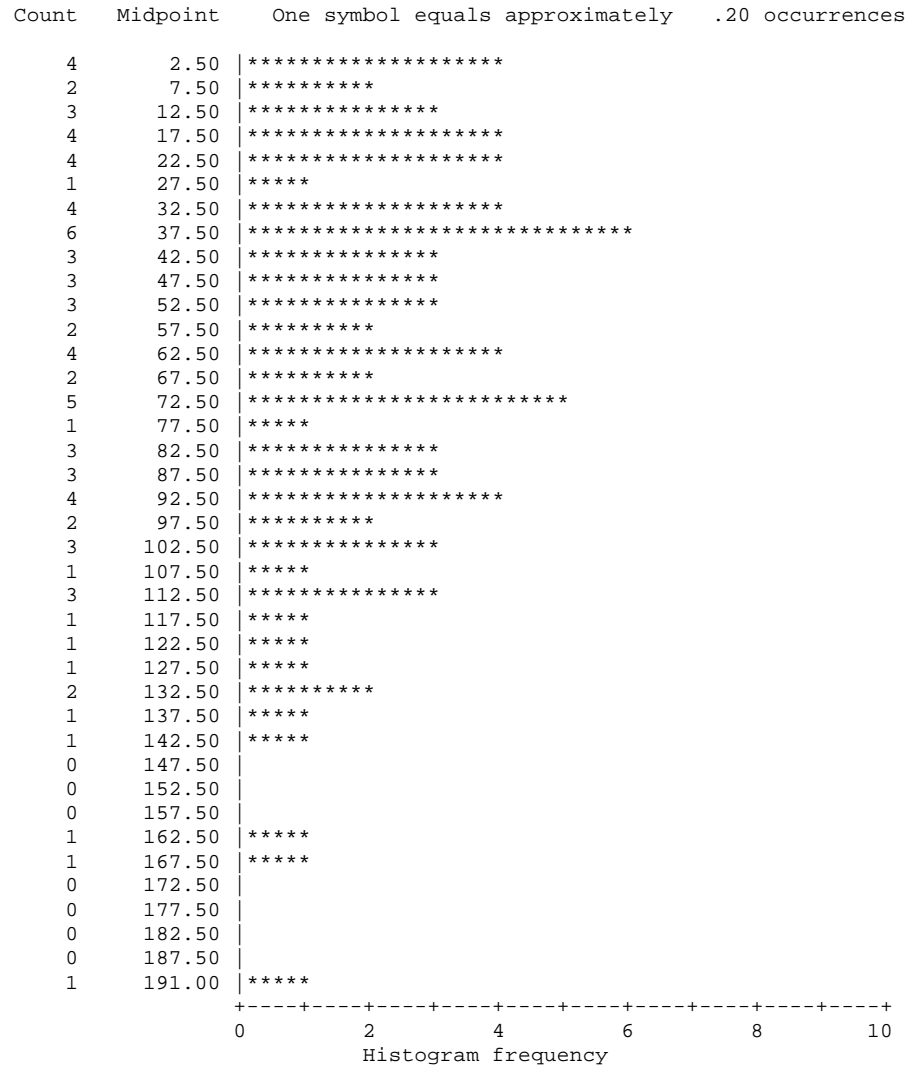 Count   Midpoint    One symbol equals approximately   .20 occurrences
4       2.50 |********************
2       7.50 |**********
3      12.50 |***************
4      17.50 |********************
4      22.50 |********************
1      27.50 |*****
4      32.50 |********************
6      37.50 |******************************
3      42.50 |***************
3      47.50 |***************
3      52.50 |***************
2      57.50 |**********
4      62.50 |********************
2      67.50 |**********
5      72.50 |*************************
1      77.50 |*****
3      82.50 |***************
3      87.50 |***************
4      92.50 |********************
2      97.50 |**********
3     102.50 |***************
1     107.50 |*****
3     112.50 |***************
1     117.50 |*****
1     122.50 |*****
1     127.50 |*****
2     132.50 |**********
1     137.50 |*****
1     142.50 |*****
0     147.50 |
0     152.50 |
0     157.50 |
1     162.50 |*****
1     167.50 |*****
0     172.50 |
0     177.50 |
0     182.50 |
0     187.50 |
1     191.00 |*****
+----+----+----+----+----+----+----+----+----+----+
0         2         4         6         8         10
Histogram frequency